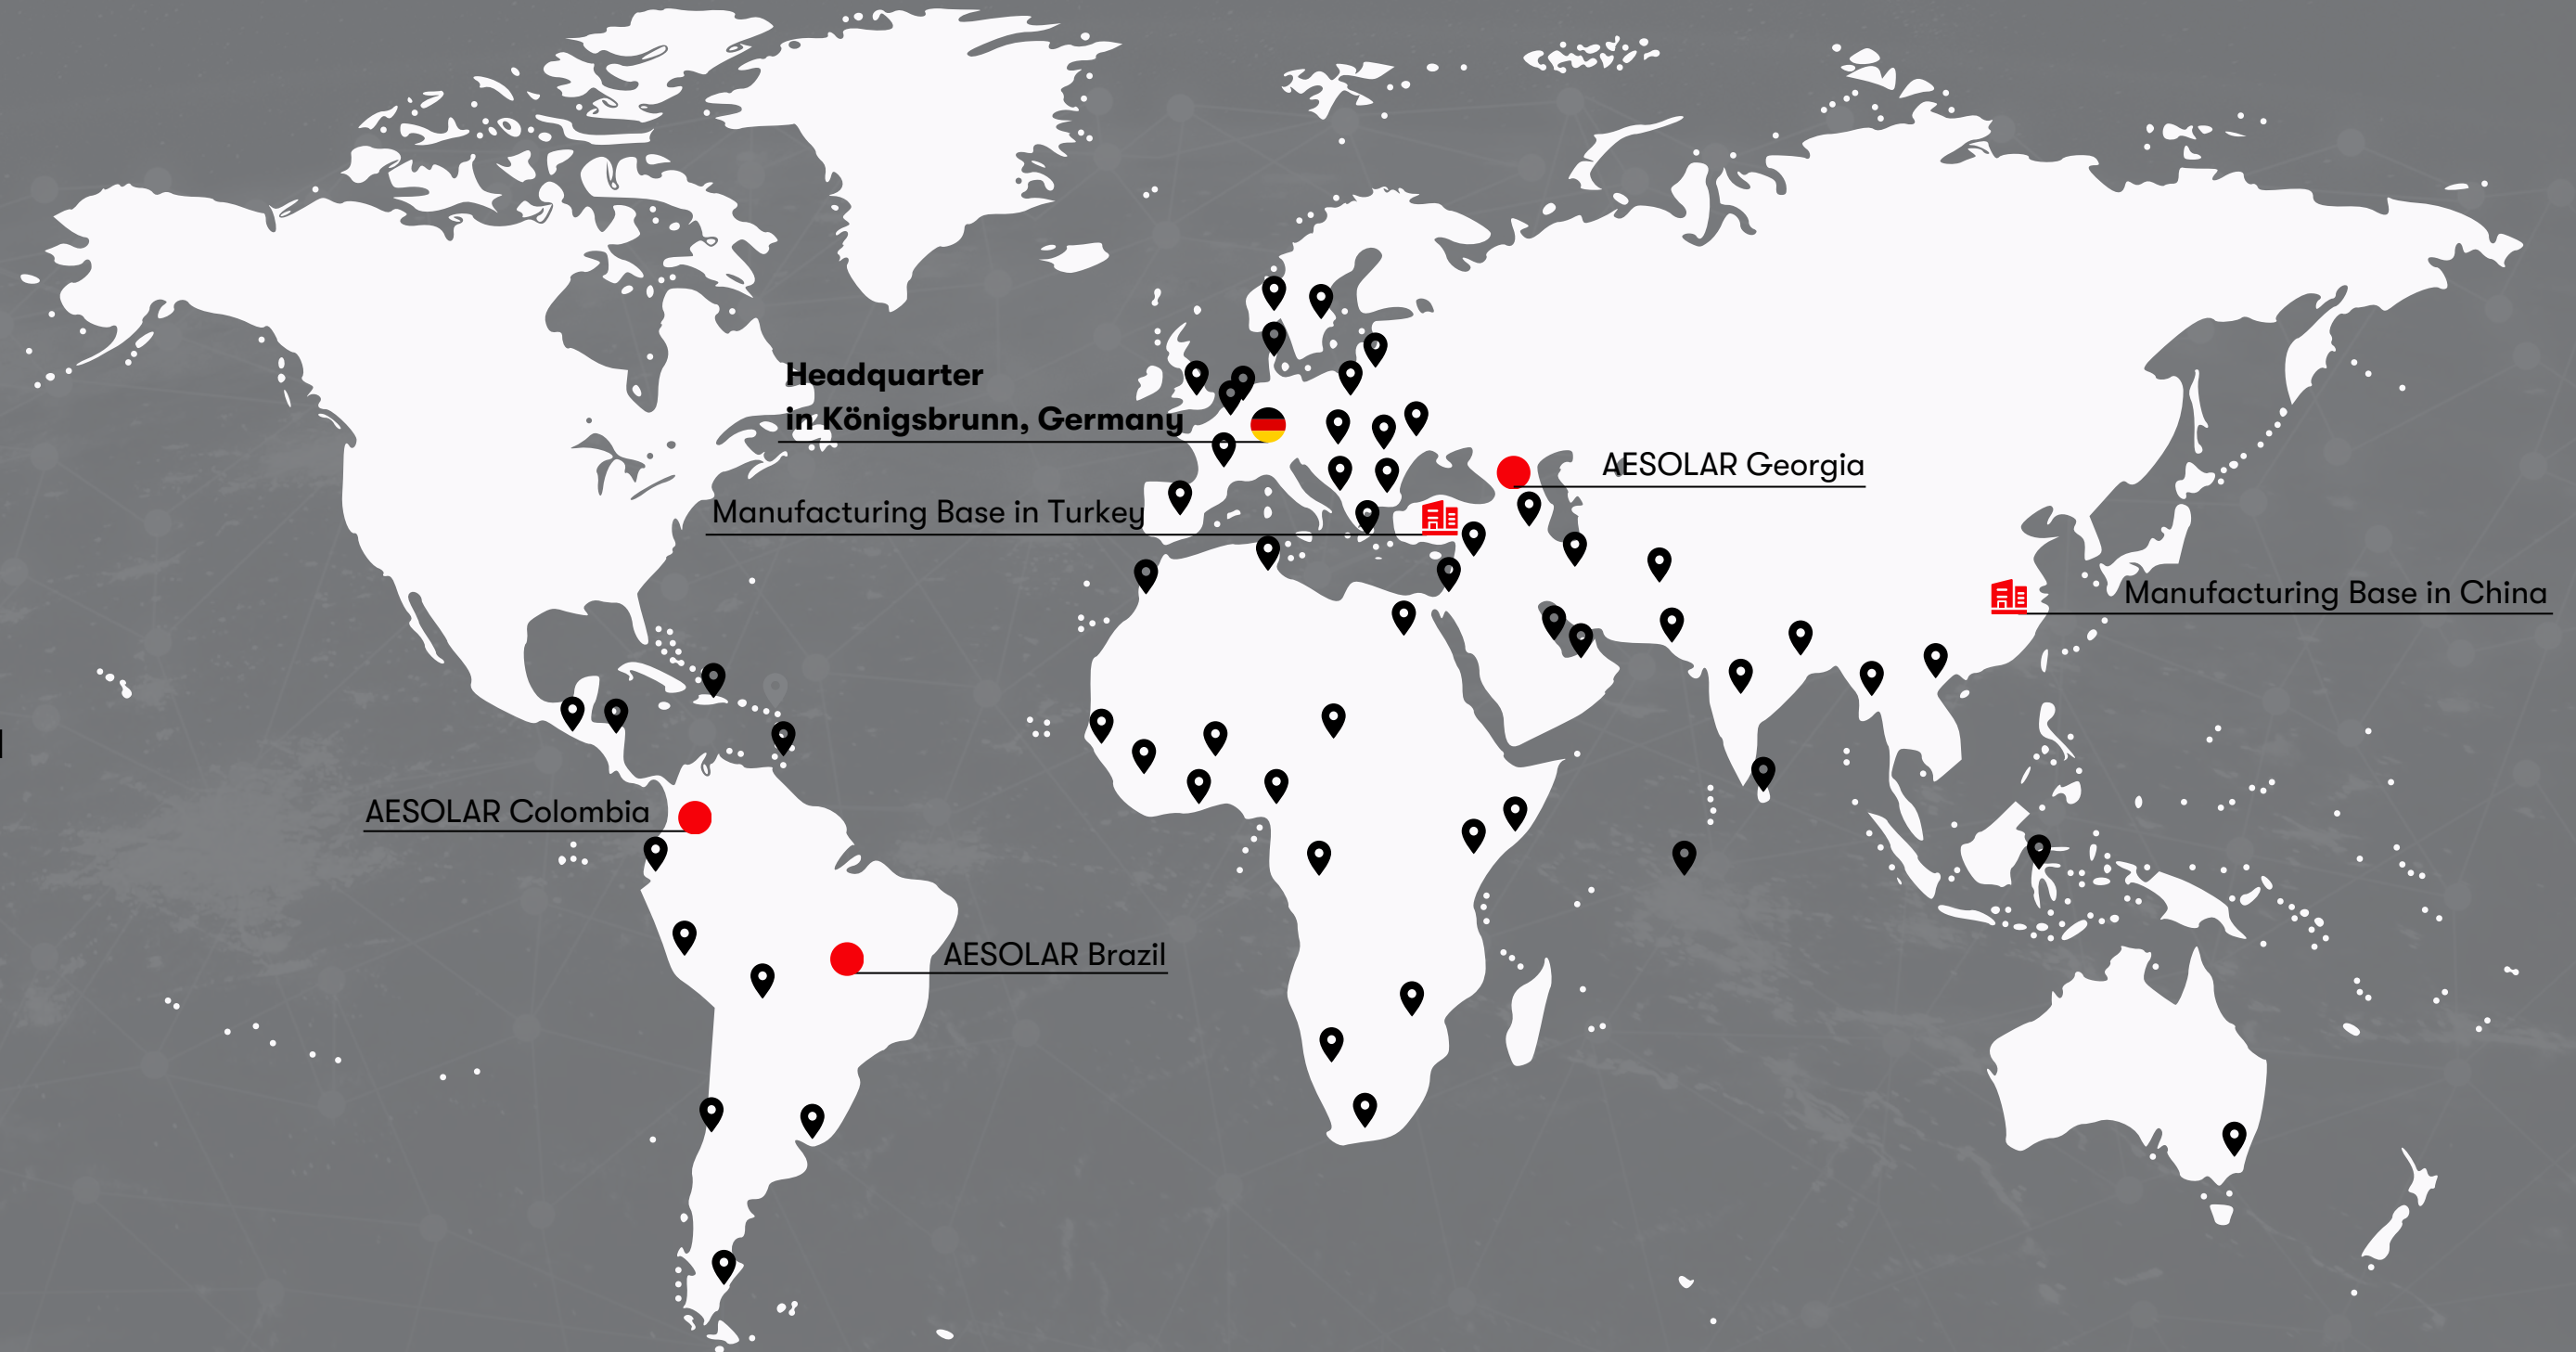 Headquarter
in Königsbrunn, Germany
AESOLAR Georgia
Manufacturing Base in Turkey
Manufacturing Base in China
AESOLAR Colombia
AESOLAR Brazil